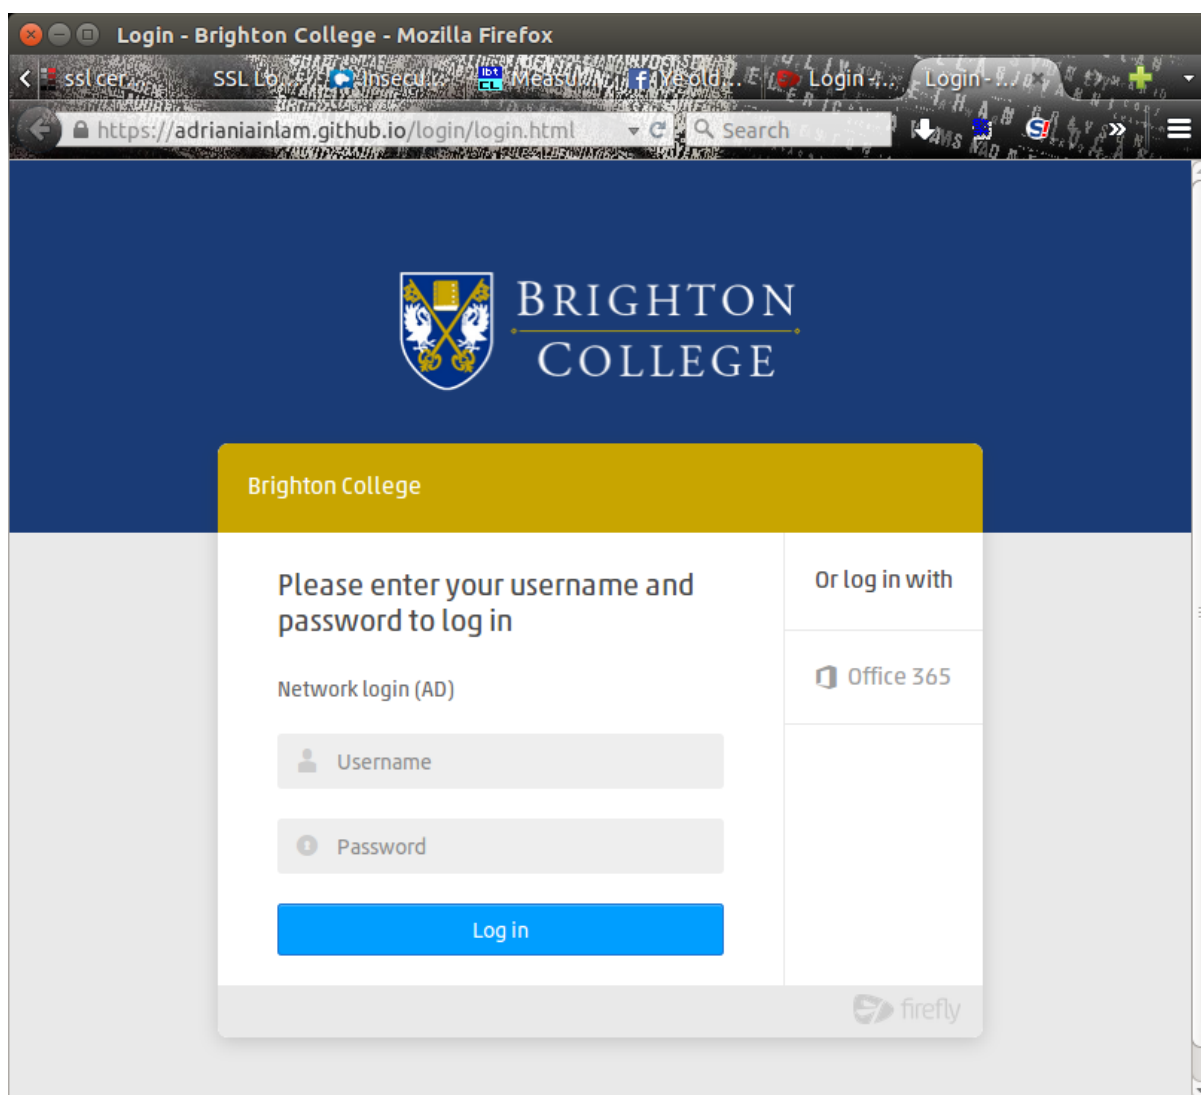 Login - Brighton College - Mozilla Firefox
ssl cer... SSL Lo... Insecu... Measu... Ye old... Login -... Login - ...
https://adrianiainlam.github.io/login/login.html Search
BRIGHTON
COLLEGE
Brighton College
Please enter your username and
password to log in
Or log in with
Network login (AD)
Office 365
Username
Password
Log in
firefly